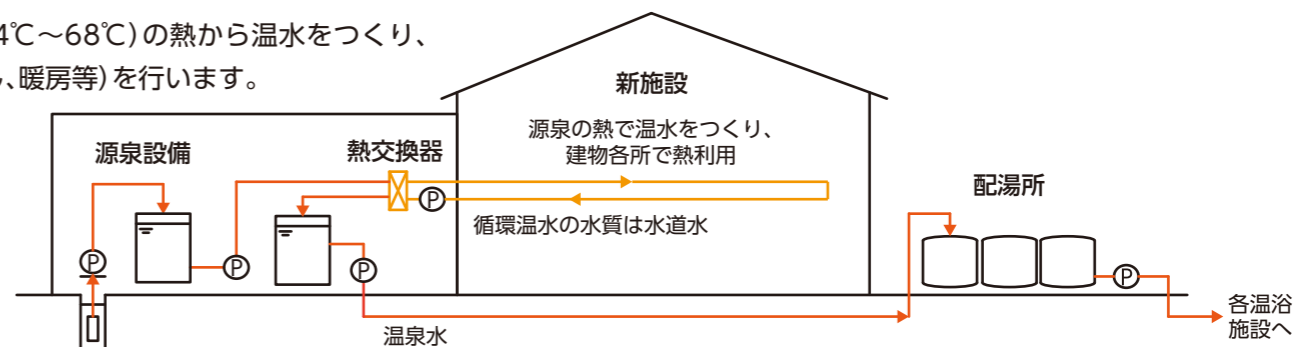 4℃～68℃）の熱から温水をつくり、
、暖房等）を行います。
新施設
源泉の熱で温水をつくり、
建物各所で熱利用
源泉設備
熱交換器
配湯所
循環温水の水質は水道水
P
P
P
P
P
温泉水
各温浴
施設へ